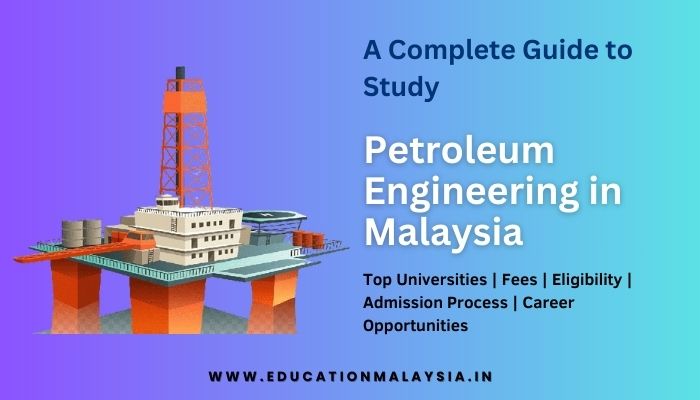 A Complete Guide to
Study
Petroleum
Engineering in
Malaysia
Top Universities | Fees | Eligibility |
Admission Process | Career
Opportunities
WWW.EDUCATIONMALAYSIA.IN